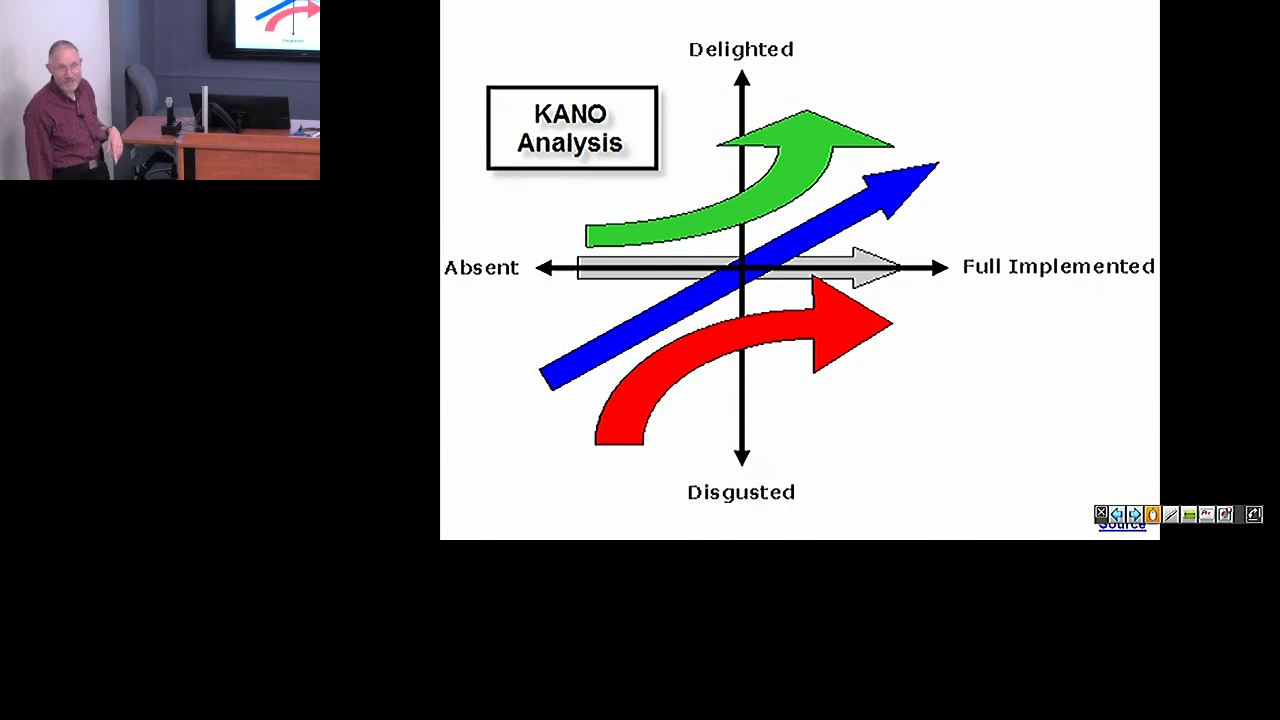 Delighted
KANO
Analysis
Absent
Full Implemented
Disgusted
Source